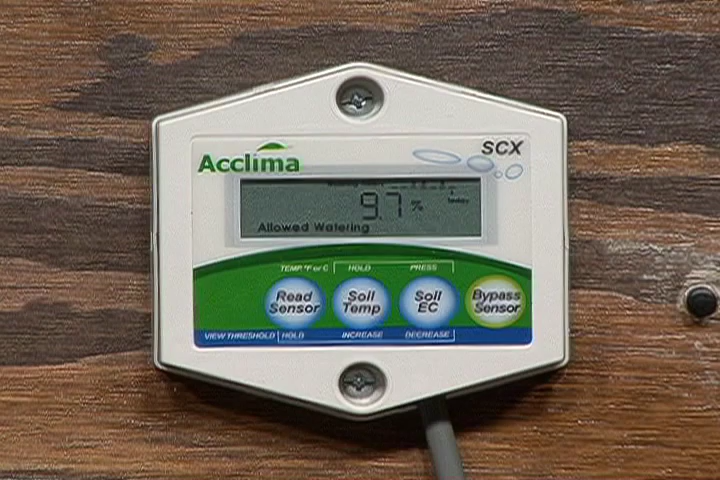 Acclima
SCX
9.7 %
today
Allowed Watering
TEMP. °F or C HOLD PRESS
Read Sensor
Soil Temp
Soil EC
Bypass Sensor
VIEW THRESHOLD HOLD INCREASE DECREASE